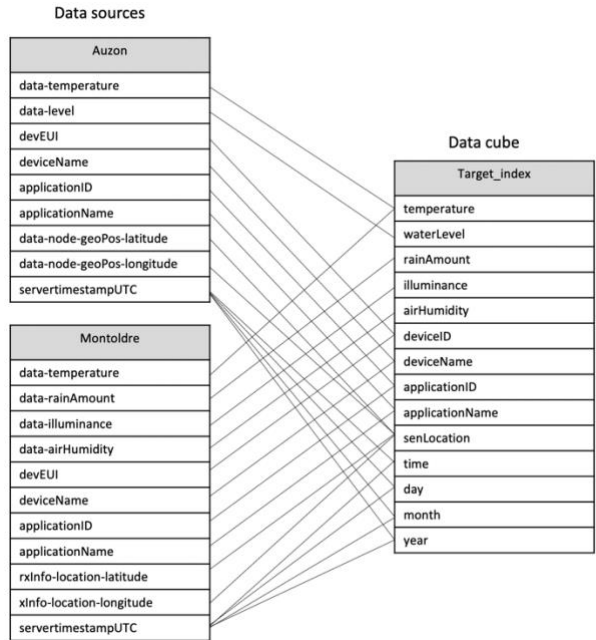 Data sources
Auzon
data-temperature
data-level
devEUI
deviceName
applicationID
applicationName
data-node-geoPos-latitude
data-node-geoPos-longitude
servertimestampUTC
Montoldre
data-temperature
data-rainAmount
data-illuminance
data-airHumidity
devEUI
deviceName
applicationID
applicationName
rxInfo-location-latitude
xInfo-location-longitude
servertimestampUTC
Data cube
Target_index
temperature
waterLevel
rainAmount
illuminance
airHumidity
deviceID
deviceName
applicationID
applicationName
senLocation
time
day
month
year